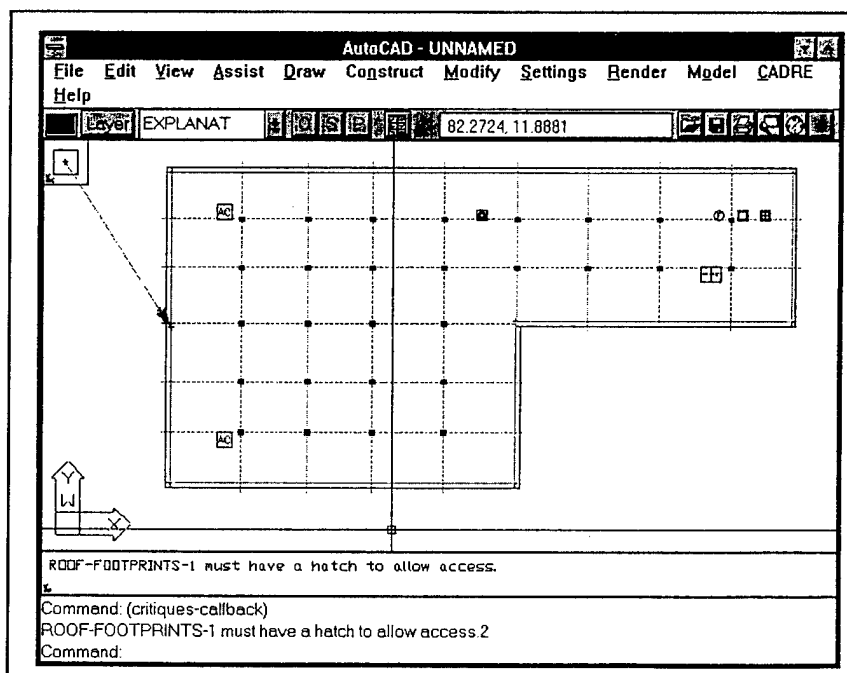 AutoCAD - UNNAMED
File Edit View Assist Draw Construct Modify Settings Render Model CADRE
Help
Layer EXPLANAT O S P 82.2724, 11.8881
AC
AC
Y
W
X
ROOF-FOOTPRINTS-1 must have a hatch to allow access.
Command: (critiques-callback)
ROOF-FOOTPRINTS-1 must have a hatch to allow access.2
Command: